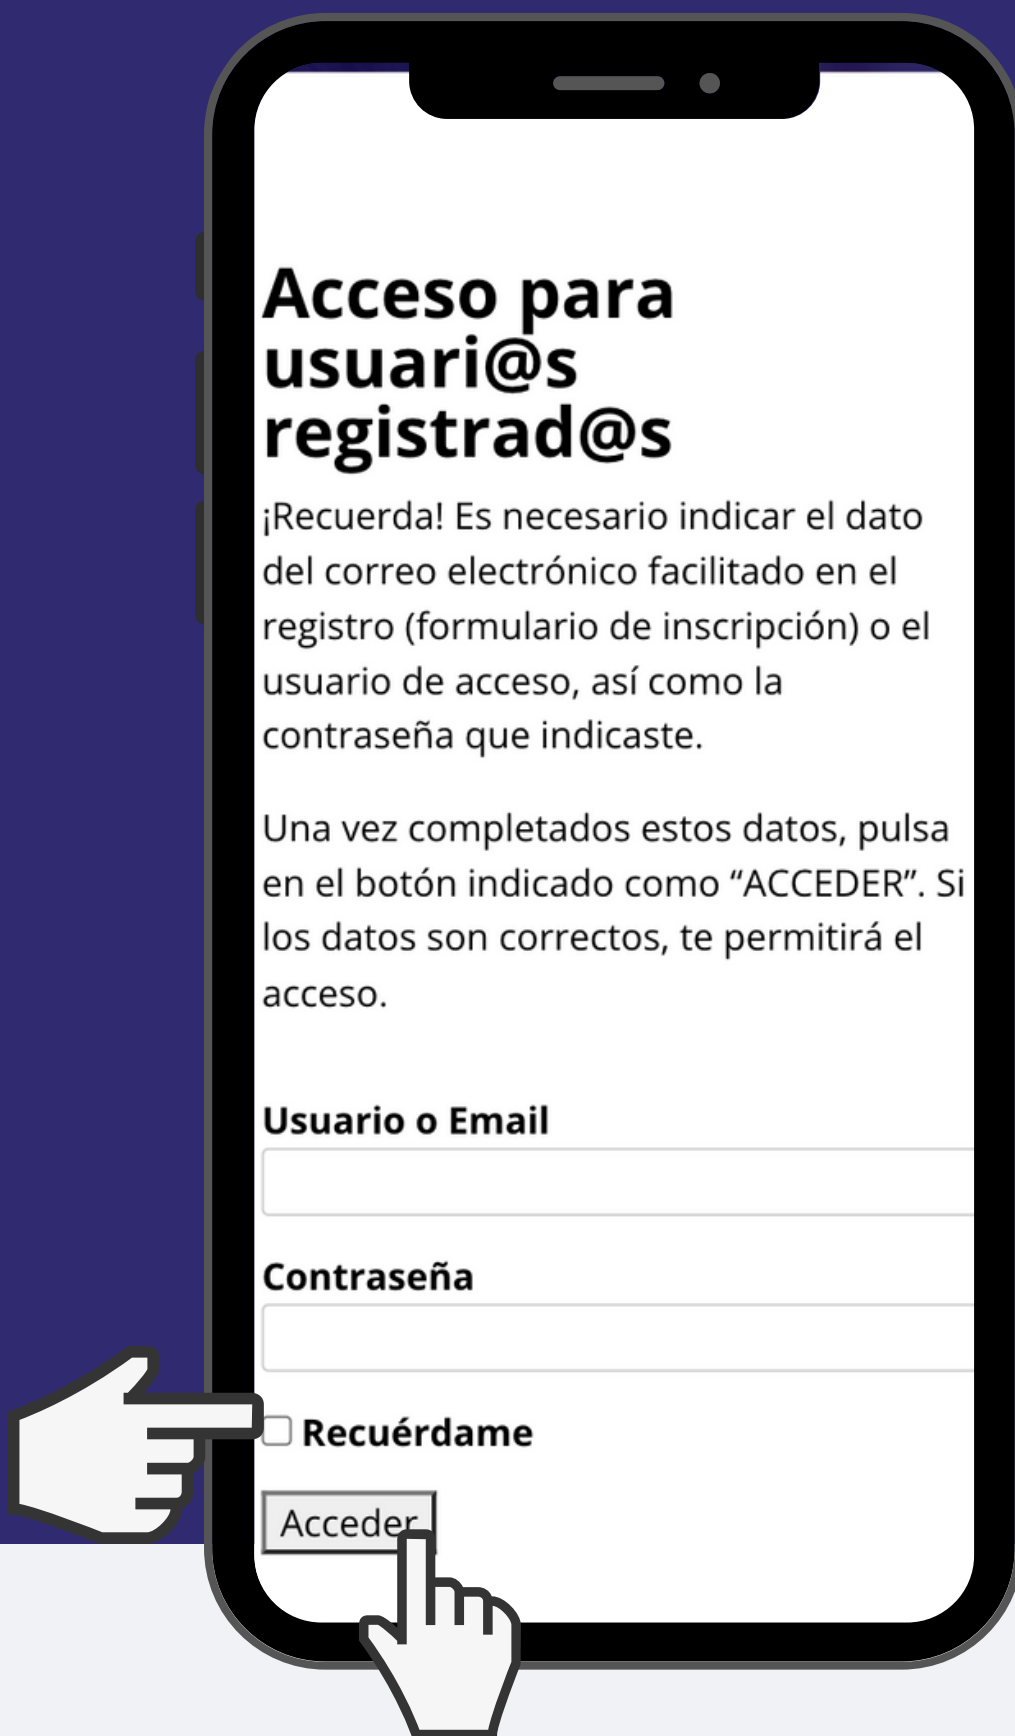 Acceso para
usuari@s
registrad@s
¡Recuerda! Es necesario indicar el dato
del correo electrónico facilitado en el
registro (formulario de inscripción) o el
usuario de acceso, así como la
contraseña que indicaste.
Una vez completados estos datos, pulsa
en el botón indicado como “ACCEDER”. Si
los datos son correctos, te permitirá el
acceso.
Usuario o Email
Contraseña
Recuérdame
Acceder